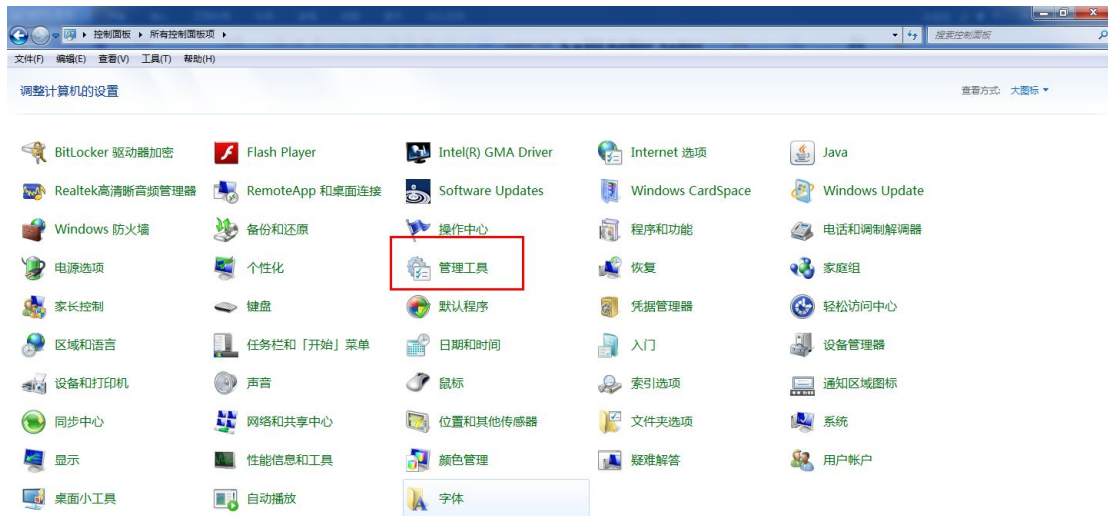 控制面板 ▸ 所有控制面板项 ▸ 搜索控制面板
文件(F) 编辑(E) 查看(V) 工具(T) 帮助(H)
调整计算机的设置 查看方式: 大图标
BitLocker 驱动器加密 Flash Player Intel(R) GMA Driver Internet 选项 Java
Realtek高清晰音频管理器 RemoteApp 和桌面连接 Software Updates Windows CardSpace Windows Update
Windows 防火墙 备份和还原 操作中心 程序和功能 电话和调制解调器
电源选项 个性化 管理工具 恢复 家庭组
家长控制 键盘 默认程序 凭据管理器 轻松访问中心
区域和语言 任务栏和「开始」菜单 日期和时间 入门 设备管理器
设备和打印机 声音 鼠标 索引选项 通知区域图标
同步中心 网络和共享中心 位置和其他传感器 文件夹选项 系统
显示 性能信息和工具 颜色管理 疑难解答 用户帐户
桌面小工具 自动播放 字体